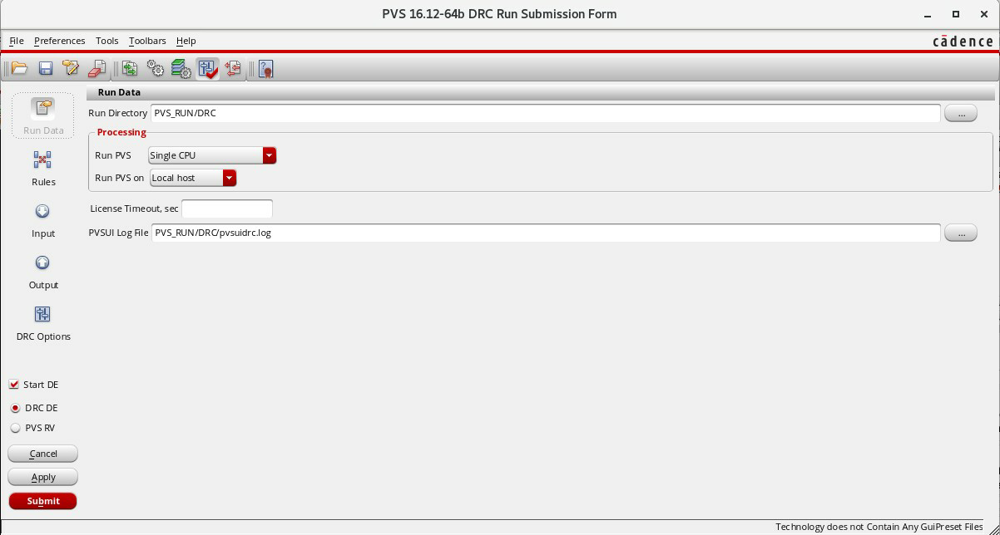 PVS 16.12-64b DRC Run Submission Form
File Preferences Tools Toolbars Help
cādence
Run Data
Run Data
Run Directory PVS_RUN/DRC ...
Processing
Run PVS Single CPU
Run PVS on Local host
License Timeout, sec
PVSUI Log File PVS_RUN/DRC/pvsuidrc.log ...
Rules
Input
Output
DRC Options
Start DE
DRC DE
PVS RV
Cancel
Apply
Submit
Technology does not Contain Any GuiPreset Files